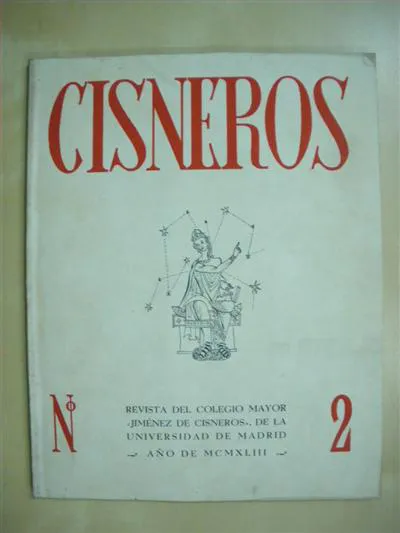 CISNEROS
REVISTA DEL COLEGIO MAYOR
«JIMÉNEZ DE CISNEROS», DE LA
UNIVERSIDAD DE MADRID
AÑO DE MCMXLIII
Nº 2